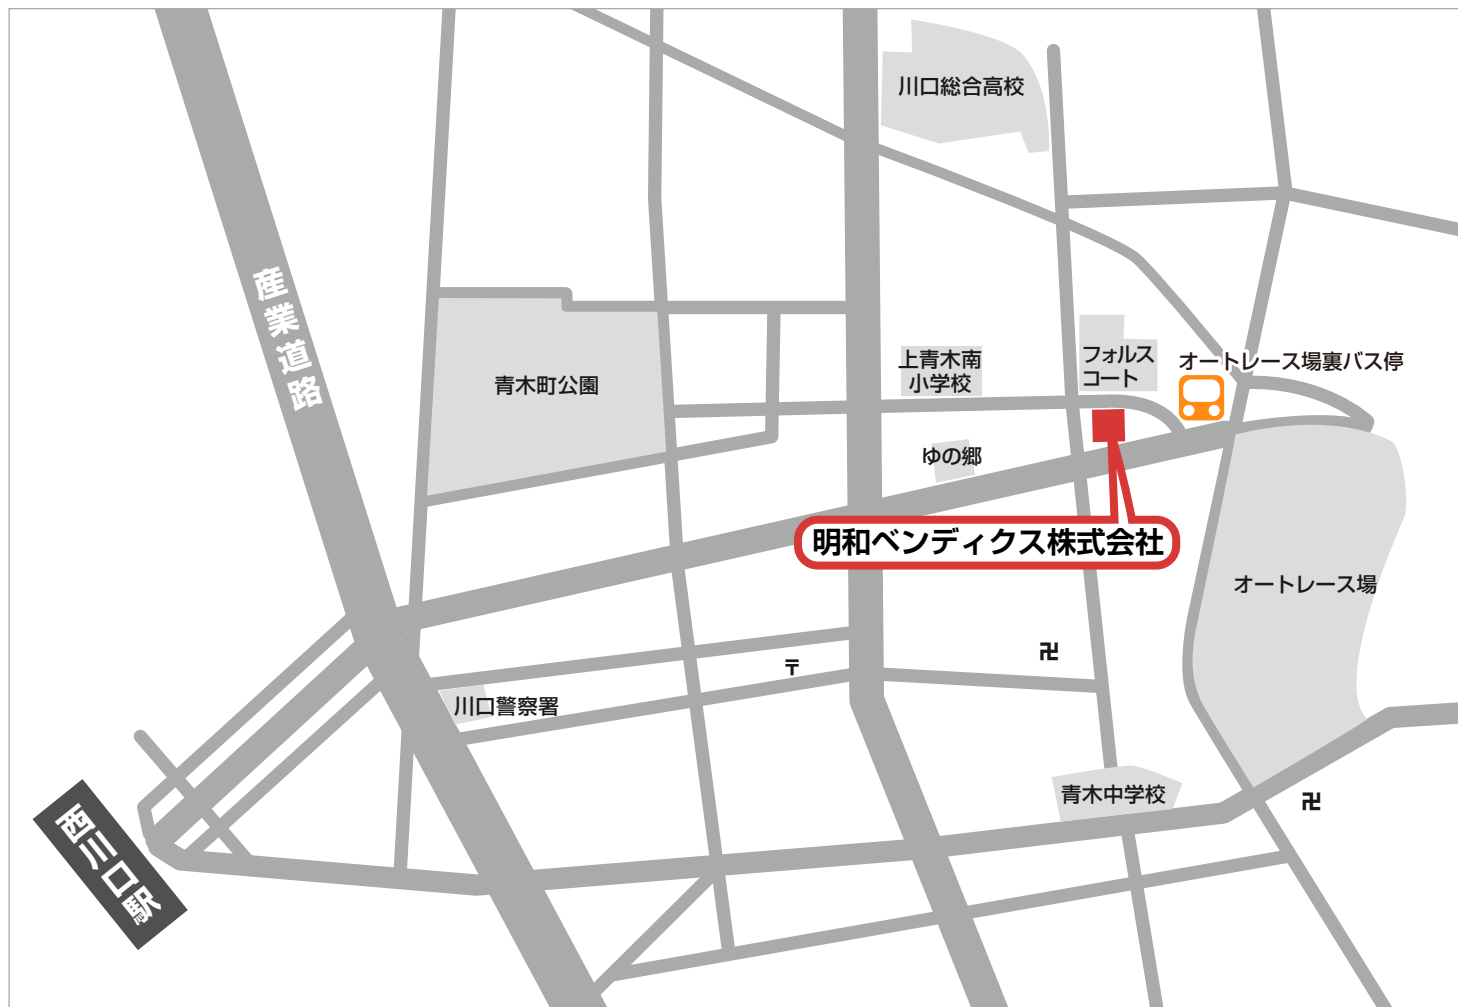 川口総合高校
産業道路
上青木南
小学校
フォルス
コート
オートレース場裏バス停
青木町公園
ゆの郷
明和ベンディクス株式会社
オートレース場
卍
〒
川口警察署
青木中学校
卍
西川口駅